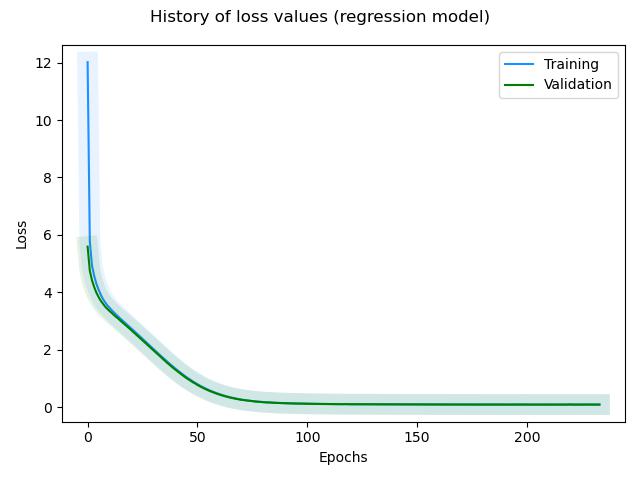 History of loss values (regression model)
Training
Validation
12
10
8
6
4
2
0
Loss
0 50 100 150 200
Epochs